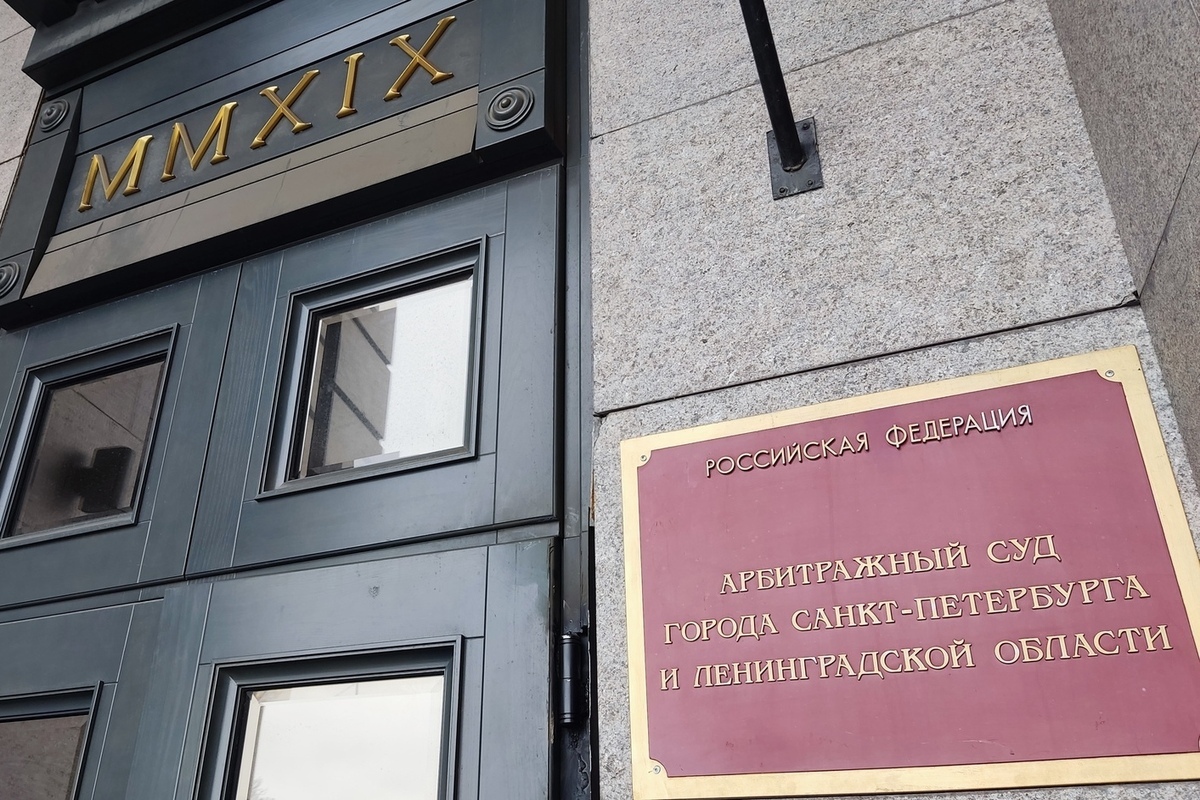 MMXIX
РОССИЙСКАЯ ФЕДЕРАЦИЯ
АРБИТРАЖНЫЙ СУД
ГОРОДА САНКТ-ПЕТЕРБУРГА
И ЛЕНИНГРАДСКОЙ ОБЛАСТИ